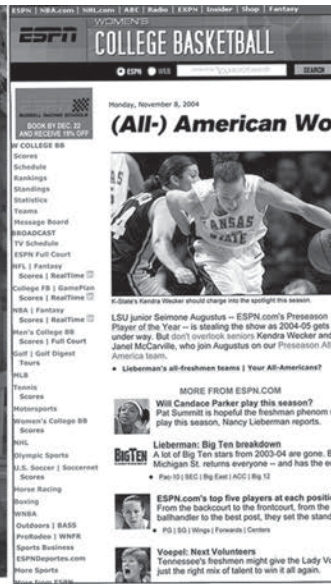 ESPN | NBA.com | NHL.com | ABC | Radio | EXPN | Insider | Shop | Fantasy
ESPN
WOMEN'S
COLLEGE BASKETBALL
ESPN WEB
SEARCH
BOOK BY DEC. 22
AND RECEIVE 15% OFF
W COLLEGE BB
Scores
Schedule
Rankings
Standings
Statistics
Teams
Message Board
BROADCAST
TV Schedule
ESPN Full Court
NFL | Fantasy
Scores | RealTime
College FB | GamePlan
Scores | RealTime
NBA | Fantasy
Scores | RealTime
Men's College BB
Scores | Full Court
Golf | Golf Digest
Tours
MLB
Tennis
Scores
Motorsports
Women's College BB
Scores
NHL
Olympic Sports
U.S. Soccer | Soccernet
Scores
Horse Racing
Boxing
WNBA
Outdoors | BASS
ProRodeo | WNFR
Sports Business
ESPNDeportes.com
More Sports
More from ESPN
Monday, November 8, 2004
(All-) American Wo
KANSAS
STATE
K-State's Kendra Wecker should charge into the spotlight this season.
LSU junior Seimone Augustus -- ESPN.com's Preseason
Player of the Year -- is stealing the show as 2004-05 gets
under way. But don't overlook seniors Kendra Wecker and
Janel McCarville, who join Augustus on our Preseason All
America team.
• Lieberman's all-freshmen teams | Your All-Americans?
MORE FROM ESPN.COM
Will Candace Parker play this season?
Pat Summitt is hopeful the freshman phenom
play this season, Nancy Lieberman reports.
BIG TEN
Lieberman: Big Ten breakdown
A lot of Big Ten stars from 2003-04 are gone. B
Michigan St. returns everyone -- and has the e
• Pac-10 | SEC | Big East | ACC | Big 12
ESPN.com's top five players at each positi
From the backcourt to the frontcourt, from the
ballhandler to the best post, they set the stand
• PG | SG | Wings | Forwards | Centers
Voepel: Next Volunteers
Tennessee's freshmen might give the Lady V
just the right mix of talent to win it all again.